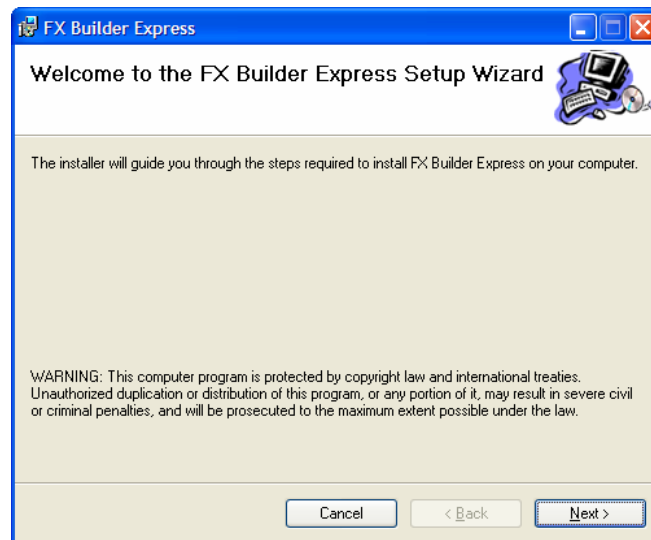 FX Builder Express
Welcome to the FX Builder Express Setup Wizard
The installer will guide you through the steps required to install FX Builder Express on your computer.
WARNING: This computer program is protected by copyright law and international treaties.
Unauthorized duplication or distribution of this program, or any portion of it, may result in severe civil
or criminal penalties, and will be prosecuted to the maximum extent possible under the law.
Cancel
< Back
Next >